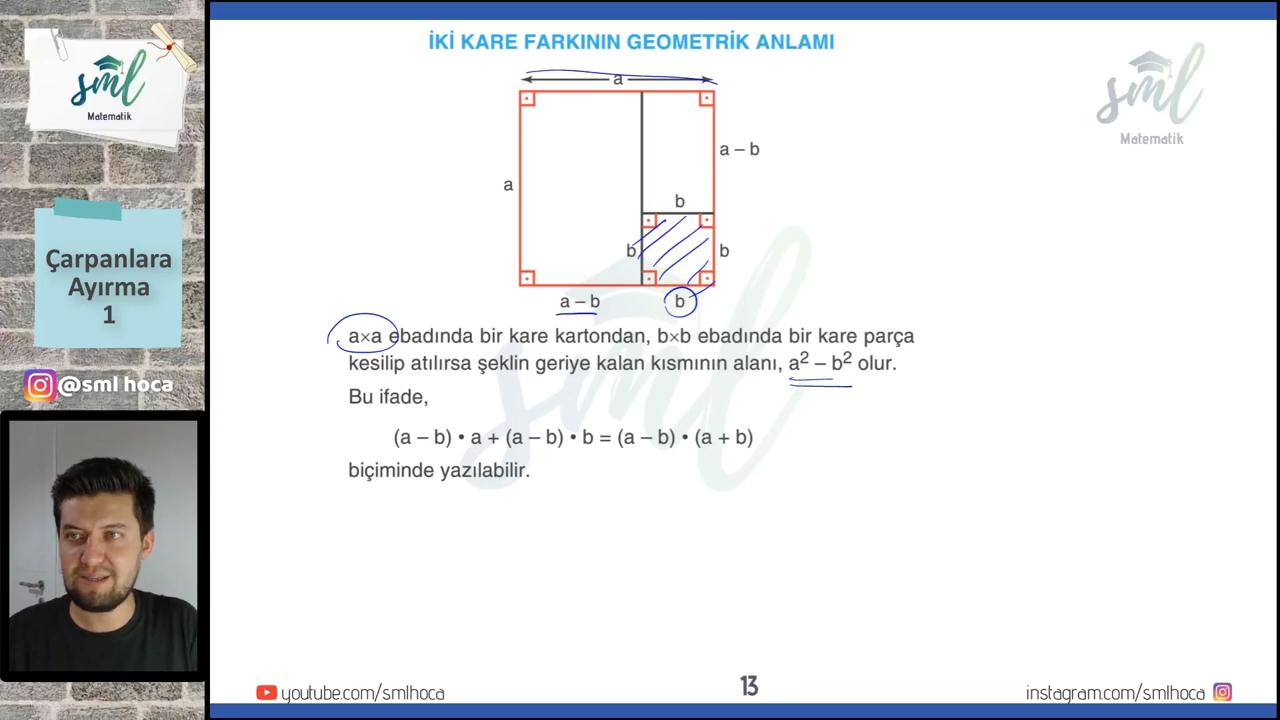 sml
Matematik
Çarpanlara
Ayırma
1
@sml hoca
İKİ KARE FARKININ GEOMETRİK ANLAMI
sml
Matematik
a
a – b
a
b
b
b
a – b
b
a×a ebadında bir kare kartondan, b×b ebadında bir kare parça
kesilip atılırsa şeklin geriye kalan kısmının alanı, a² – b² olur.
Bu ifade,
(a – b) • a + (a – b) • b = (a – b) • (a + b)
biçiminde yazılabilir.
sml
youtube.com/smlhoca
13
instagram.com/smlhoca